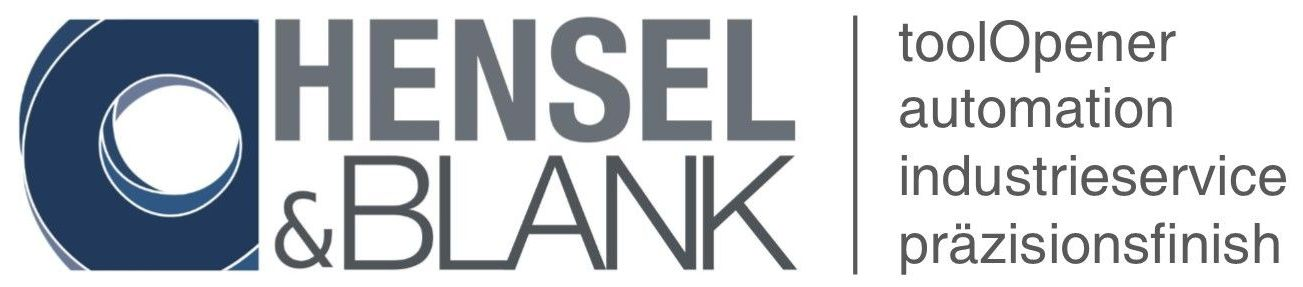 HENSEL
&BLANK
toolOpener
automation
industrieservice
präzisionsfinish